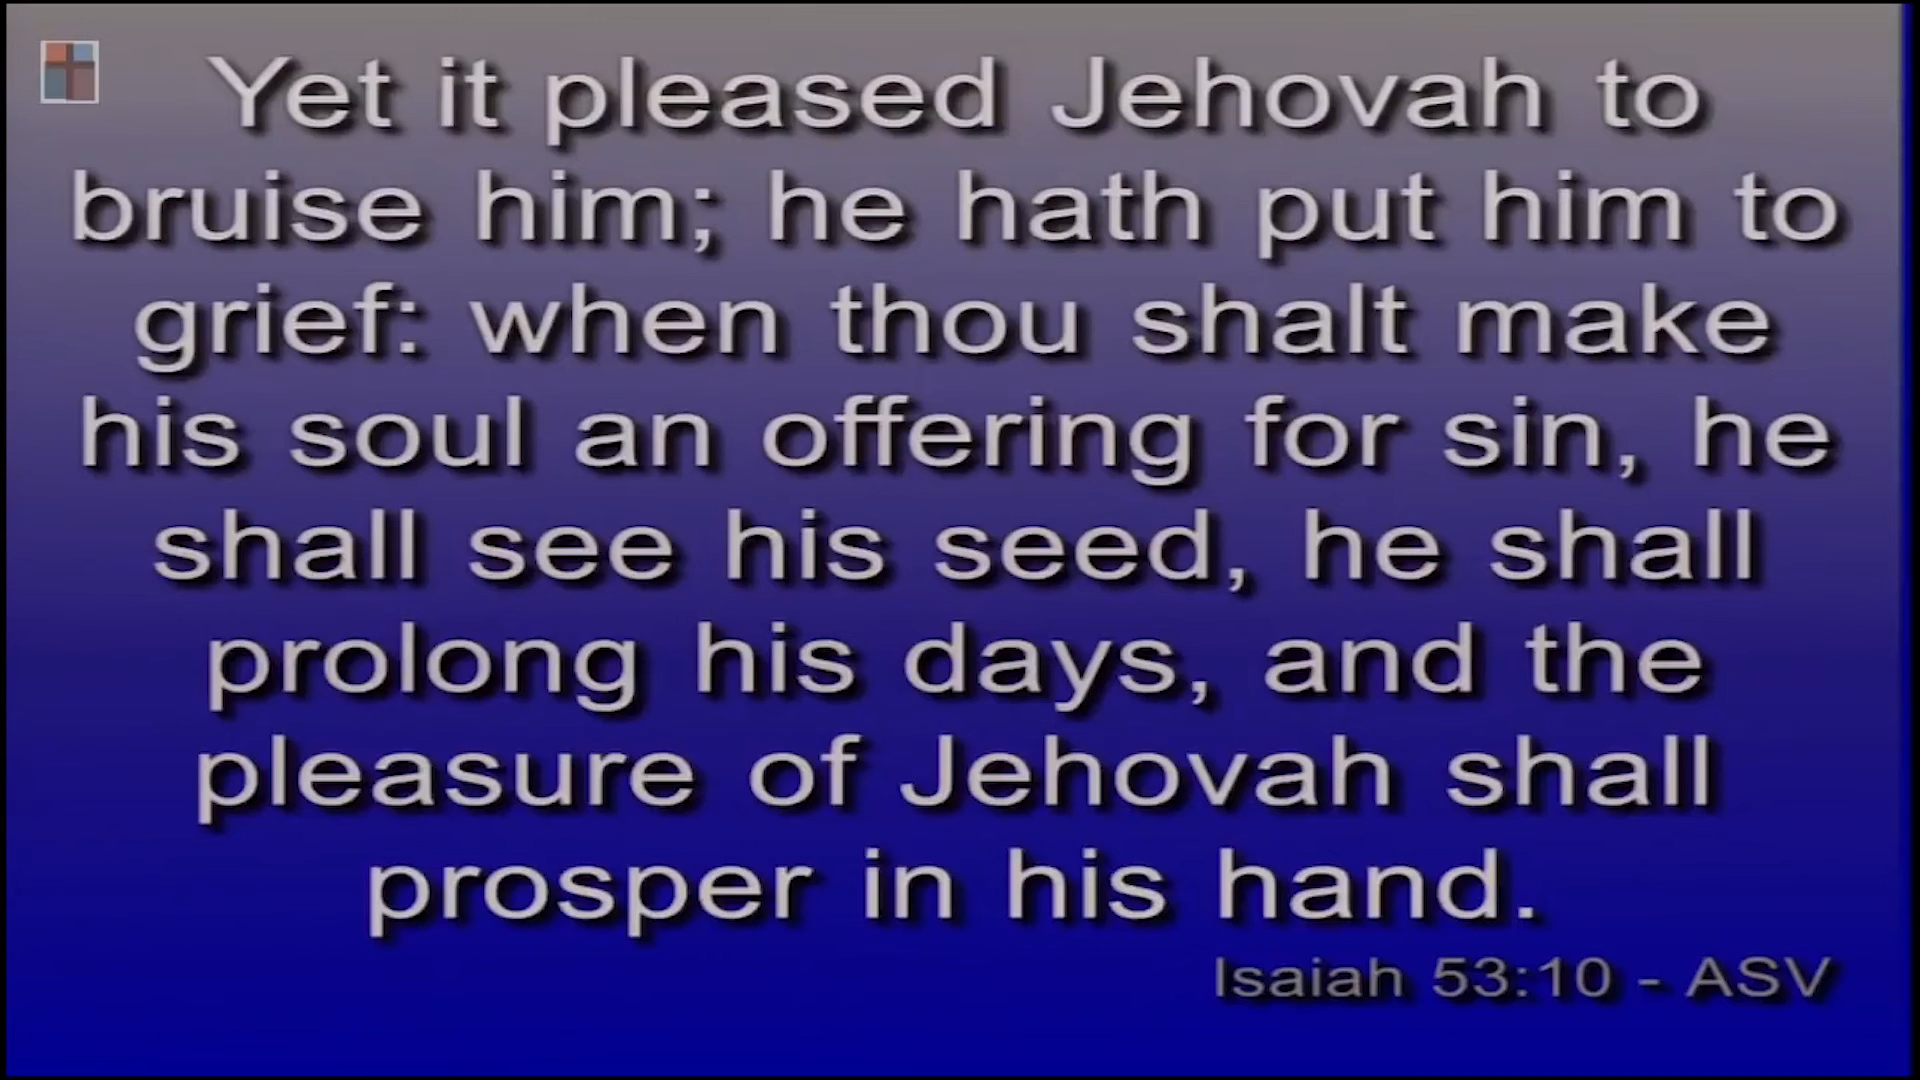 Yet it pleased Jehovah to
bruise him; he hath put him to
grief: when thou shalt make
his soul an offering for sin, he
shall see his seed, he shall
prolong his days, and the
pleasure of Jehovah shall
prosper in his hand.
Isaiah 53:10 - ASV